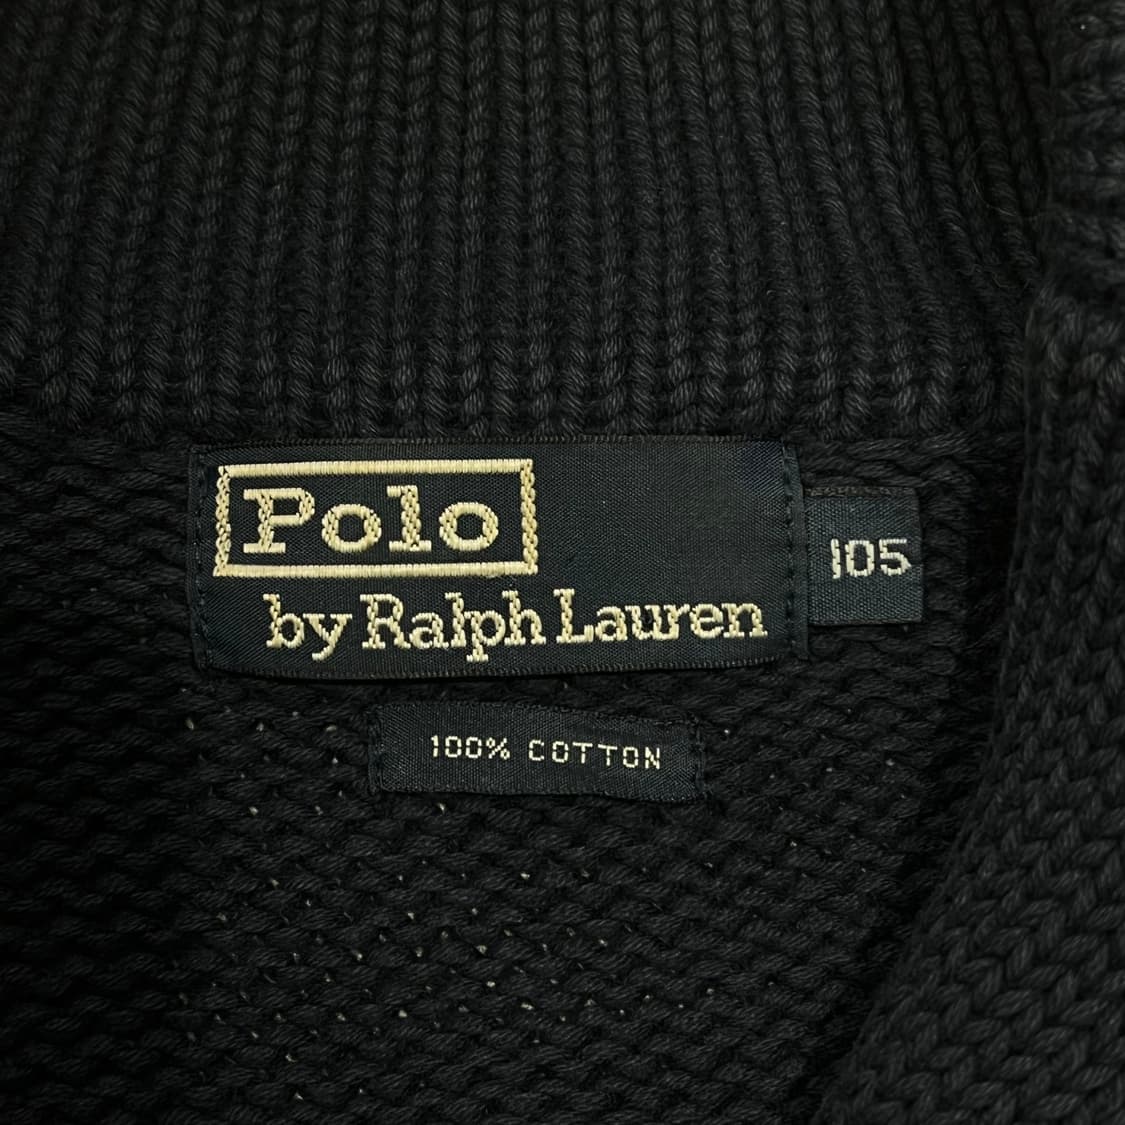 Polo
by Ralph Lauren
105
100% COTTON